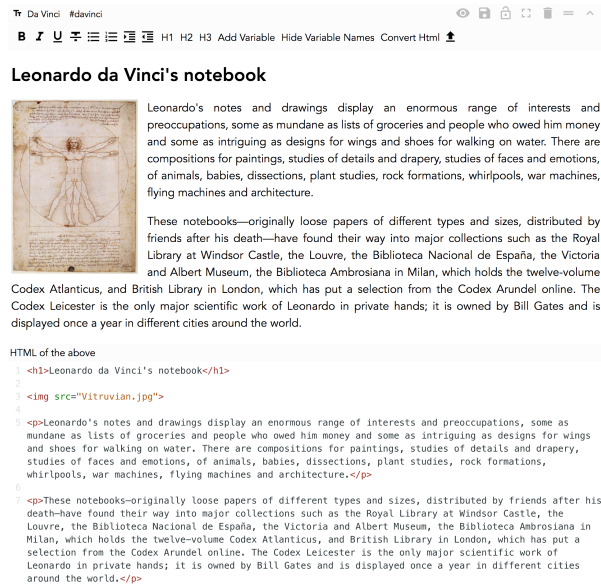 Tr Da Vinci #davinci
B I U T H1 H2 H3 Add Variable Hide Variable Names Convert Html
Leonardo da Vinci's notebook
Leonardo's notes and drawings display an enormous range of interests and
preoccupations, some as mundane as lists of groceries and people who owed him money
and some as intriguing as designs for wings and shoes for walking on water. There are
compositions for paintings, studies of details and drapery, studies of faces and emotions,
of animals, babies, dissections, plant studies, rock formations, whirlpools, war machines,
flying machines and architecture.
These notebooks—originally loose papers of different types and sizes, distributed by
friends after his death—have found their way into major collections such as the Royal
Library at Windsor Castle, the Louvre, the Biblioteca Nacional de España, the Victoria
and Albert Museum, the Biblioteca Ambrosiana in Milan, which holds the twelve-volume
Codex Atlanticus, and British Library in London, which has put a selection from the Codex Arundel online. The
Codex Leicester is the only major scientific work of Leonardo in private hands; it is owned by Bill Gates and is
displayed once a year in different cities around the world.
HTML of the above
1 <h1>Leonardo da Vinci's notebook</h1>
2
3 <img src="Vitruvian.jpg">
4
5 <p>Leonardo's notes and drawings display an enormous range of interests and preoccupations, some as
mundane as lists of groceries and people who owed him money and some as intriguing as designs for wings
and shoes for walking on water. There are compositions for paintings, studies of details and drapery,
studies of faces and emotions, of animals, babies, dissections, plant studies, rock formations,
whirlpools, war machines, flying machines and architecture.</p>
6
7 <p>These notebooks—originally loose papers of different types and sizes, distributed by friends after his
death—have found their way into major collections such as the Royal Library at Windsor Castle, the
Louvre, the Biblioteca Nacional de España, the Victoria and Albert Museum, the Biblioteca Ambrosiana in
Milan, which holds the twelve-volume Codex Atlanticus, and British Library in London, which has put a
selection from the Codex Arundel online. The Codex Leicester is the only major scientific work of
Leonardo in private hands; it is owned by Bill Gates and is displayed once a year in different cities
around the world.</p>